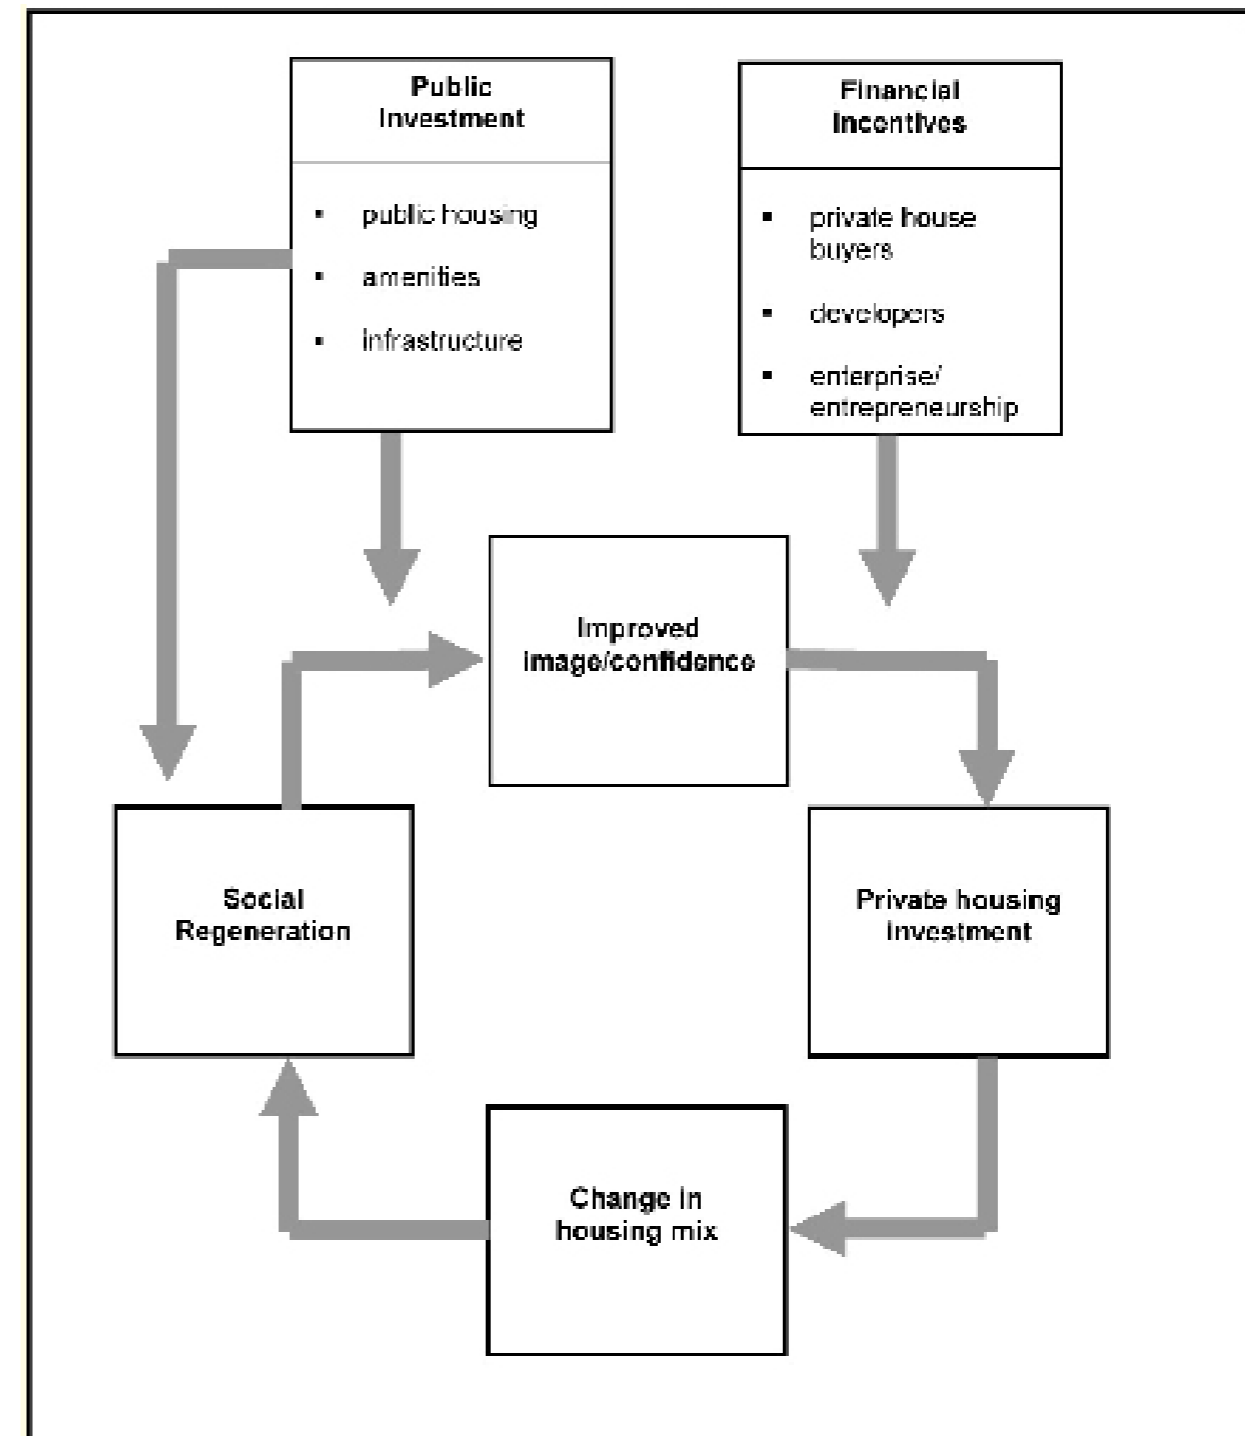 Public
Investment
▪ public housing
▪ amenities
▪ infrastructure
Financial
incentives
▪ private house
buyers
▪ developers
▪ enterprise/
entrepreneurship
Improved
image/confidence
Social
Regeneration
Private housing
investment
Change in
housing mix